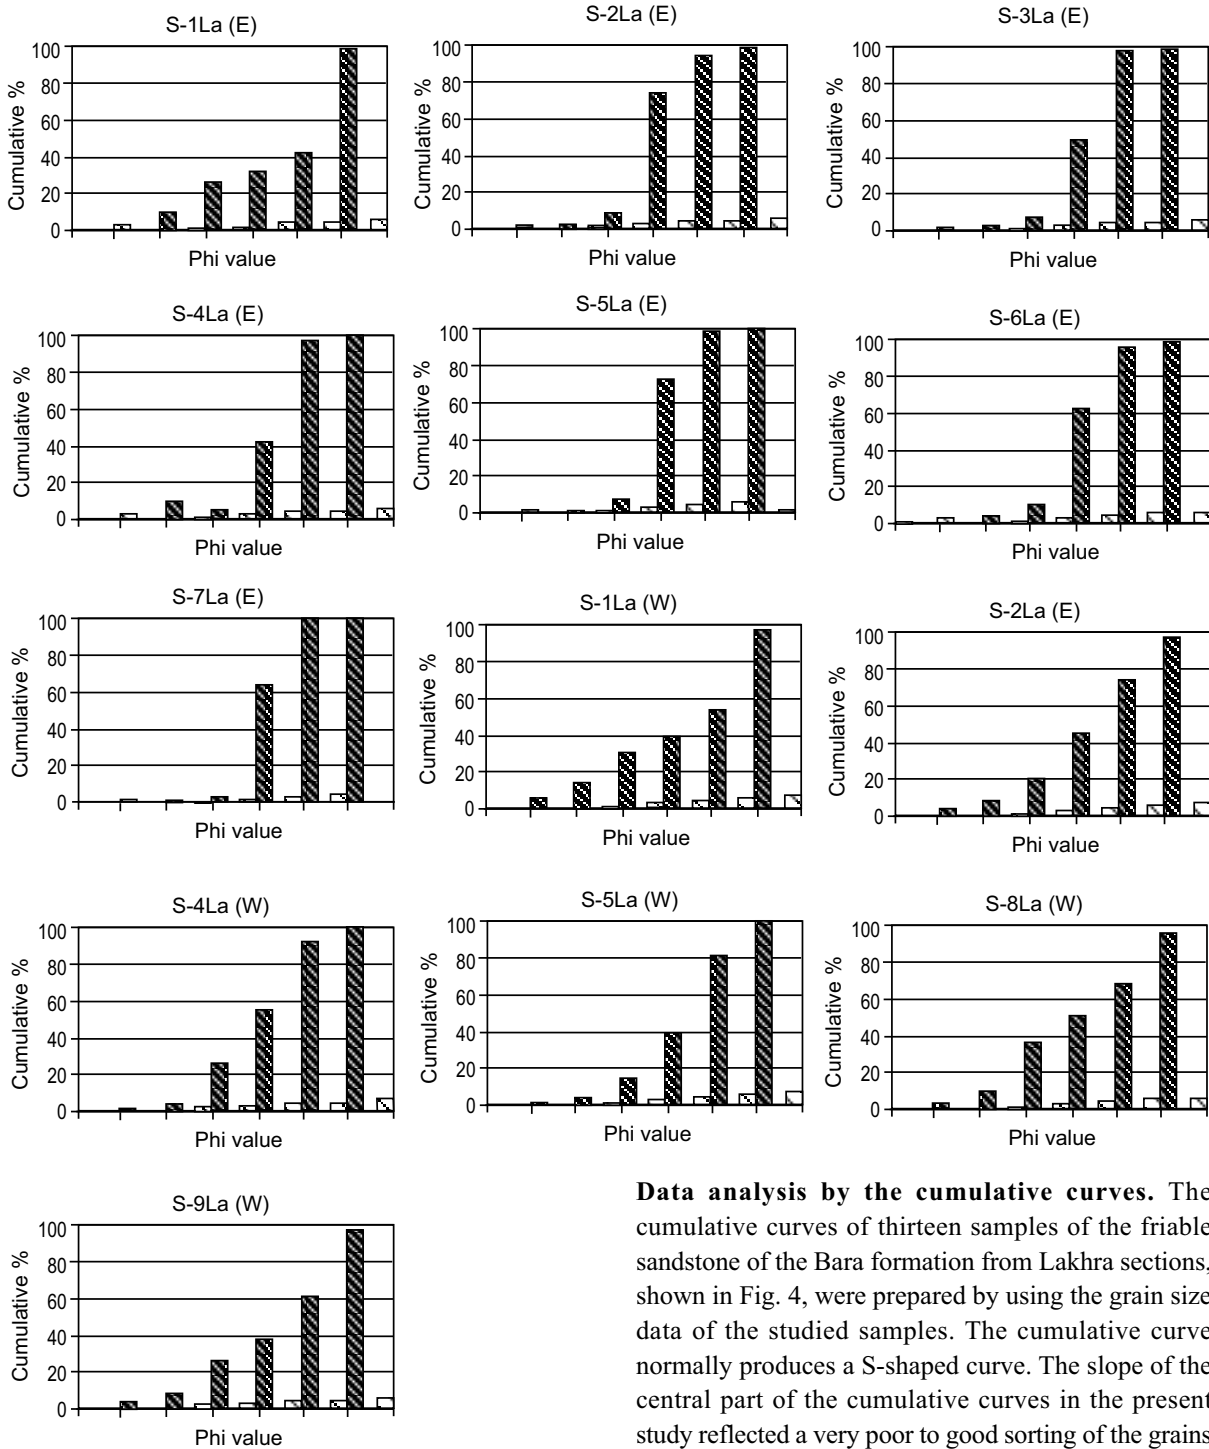 S-1La (E)
100
80
60
40
20
0
Cumulative %
Phi value
S-2La (E)
100
80
60
40
20
0
Cumulative %
Phi value
S-3La (E)
100
80
60
40
20
0
Cumulative %
Phi value
S-4La (E)
100
80
60
40
20
0
Cumulative %
Phi value
S-5La (E)
100
80
60
40
20
0
Cumulative %
Phi value
S-6La (E)
100
80
60
40
20
0
Cumulative %
Phi value
S-7La (E)
100
80
60
40
20
0
Cumulative %
Phi value
S-1La (W)
100
80
60
40
20
0
Cumulative %
Phi value
S-2La (E)
100
80
60
40
20
0
Cumulative %
Phi value
S-4La (W)
100
80
60
40
20
0
Cumulative %
Phi value
S-5La (W)
100
80
60
40
20
0
Cumulative %
Phi value
S-8La (W)
100
80
60
40
20
0
Cumulative %
Phi value
S-9La (W)
100
80
60
40
20
0
Cumulative %
Phi value
Data analysis by the cumulative curves. The
cumulative curves of thirteen samples of the friable
sandstone of the Bara formation from Lakhra sections,
shown in Fig. 4, were prepared by using the grain size
data of the studied samples. The cumulative curve
normally produces a S-shaped curve. The slope of the
central part of the cumulative curves in the present
study reflected a very poor to good sorting of the grains